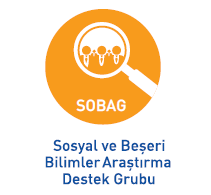 SOBAG
Sosyal ve Beşeri
Bilimler Araştırma
Destek Grubu